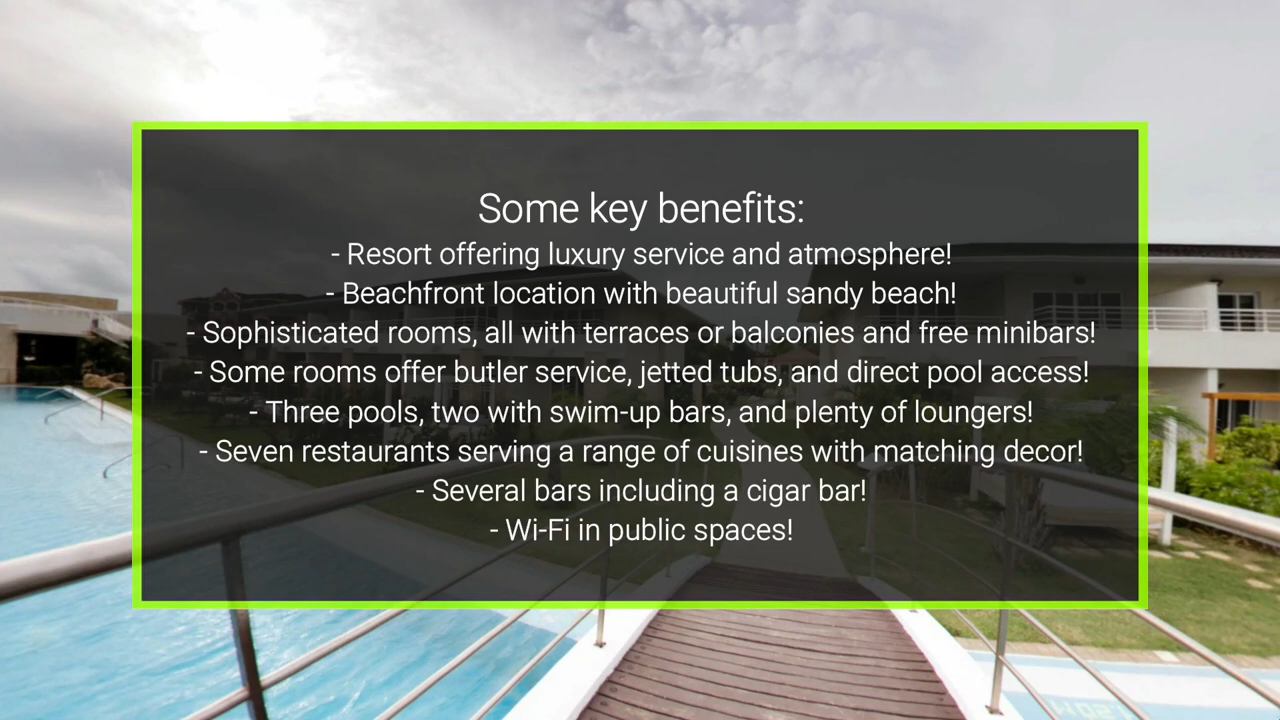 Some key benefits:
- Resort offering luxury service and atmosphere!
- Beachfront location with beautiful sandy beach!
- Sophisticated rooms, all with terraces or balconies and free minibars!
- Some rooms offer butler service, jetted tubs, and direct pool access!
- Three pools, two with swim-up bars, and plenty of loungers!
- Seven restaurants serving a range of cuisines with matching decor!
- Several bars including a cigar bar!
- Wi-Fi in public spaces!